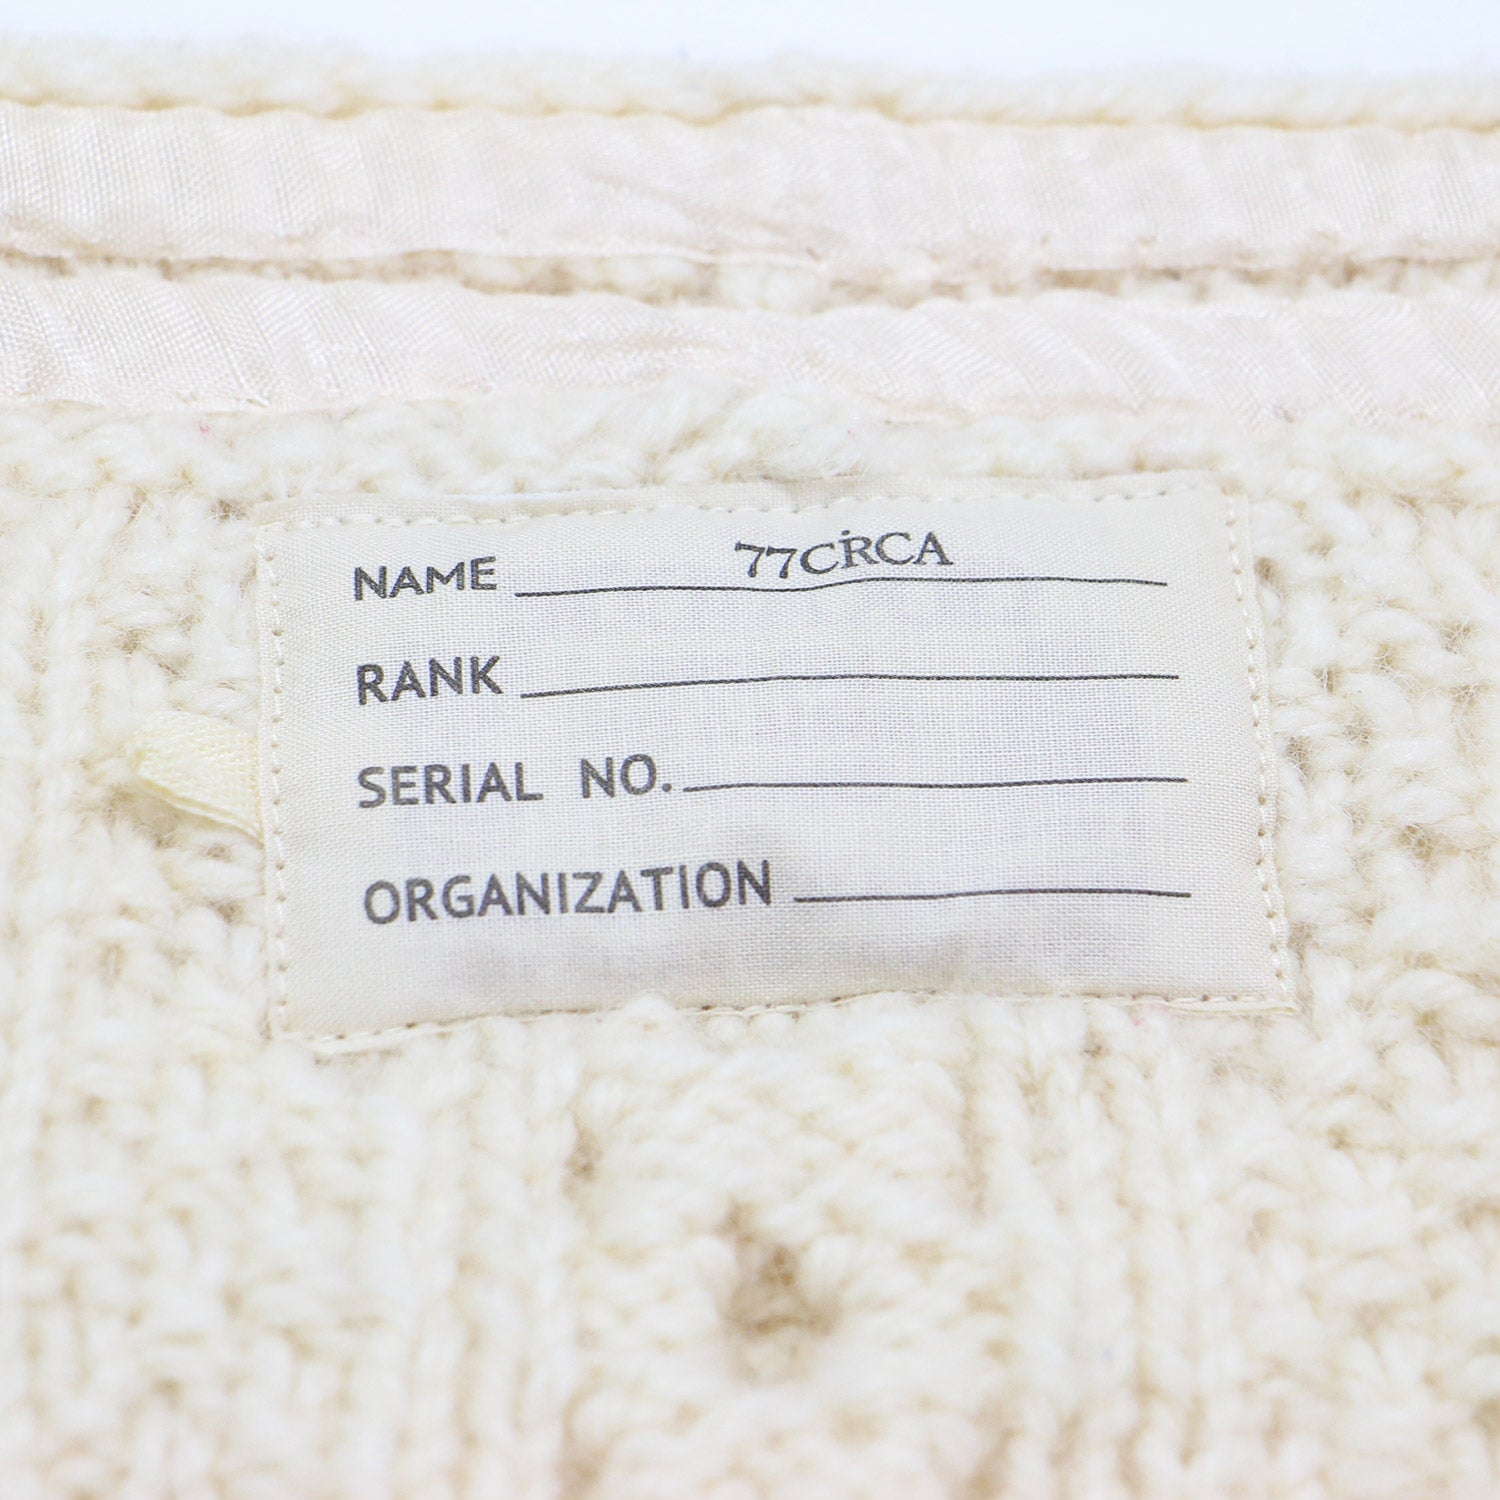 NAME 77CIRCA
RANK
SERIAL NO.
ORGANIZATION